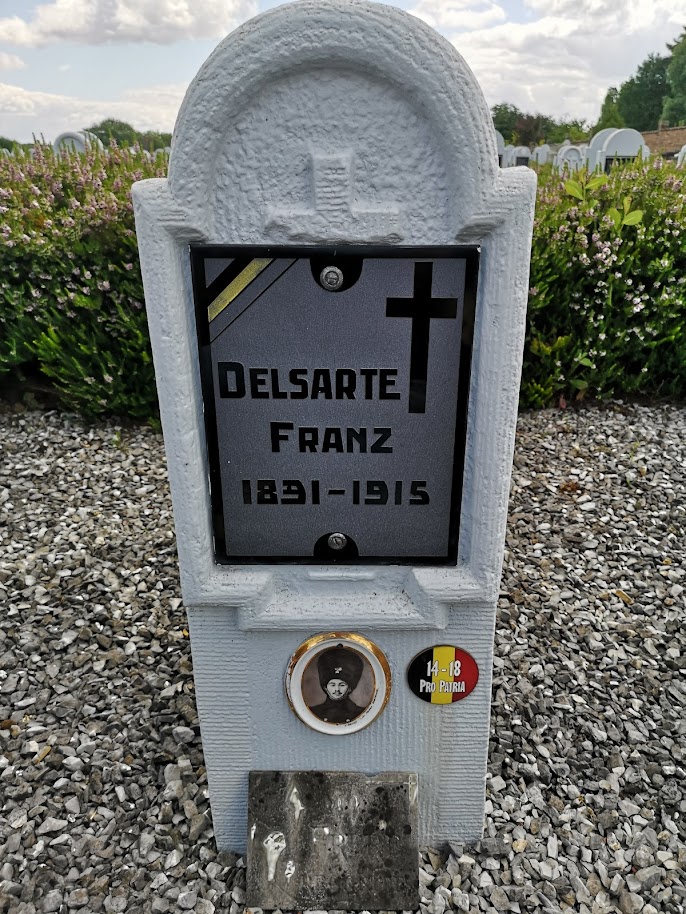 DELSARTE
FRANZ
1891-1915
14-18
PRO PATRIA